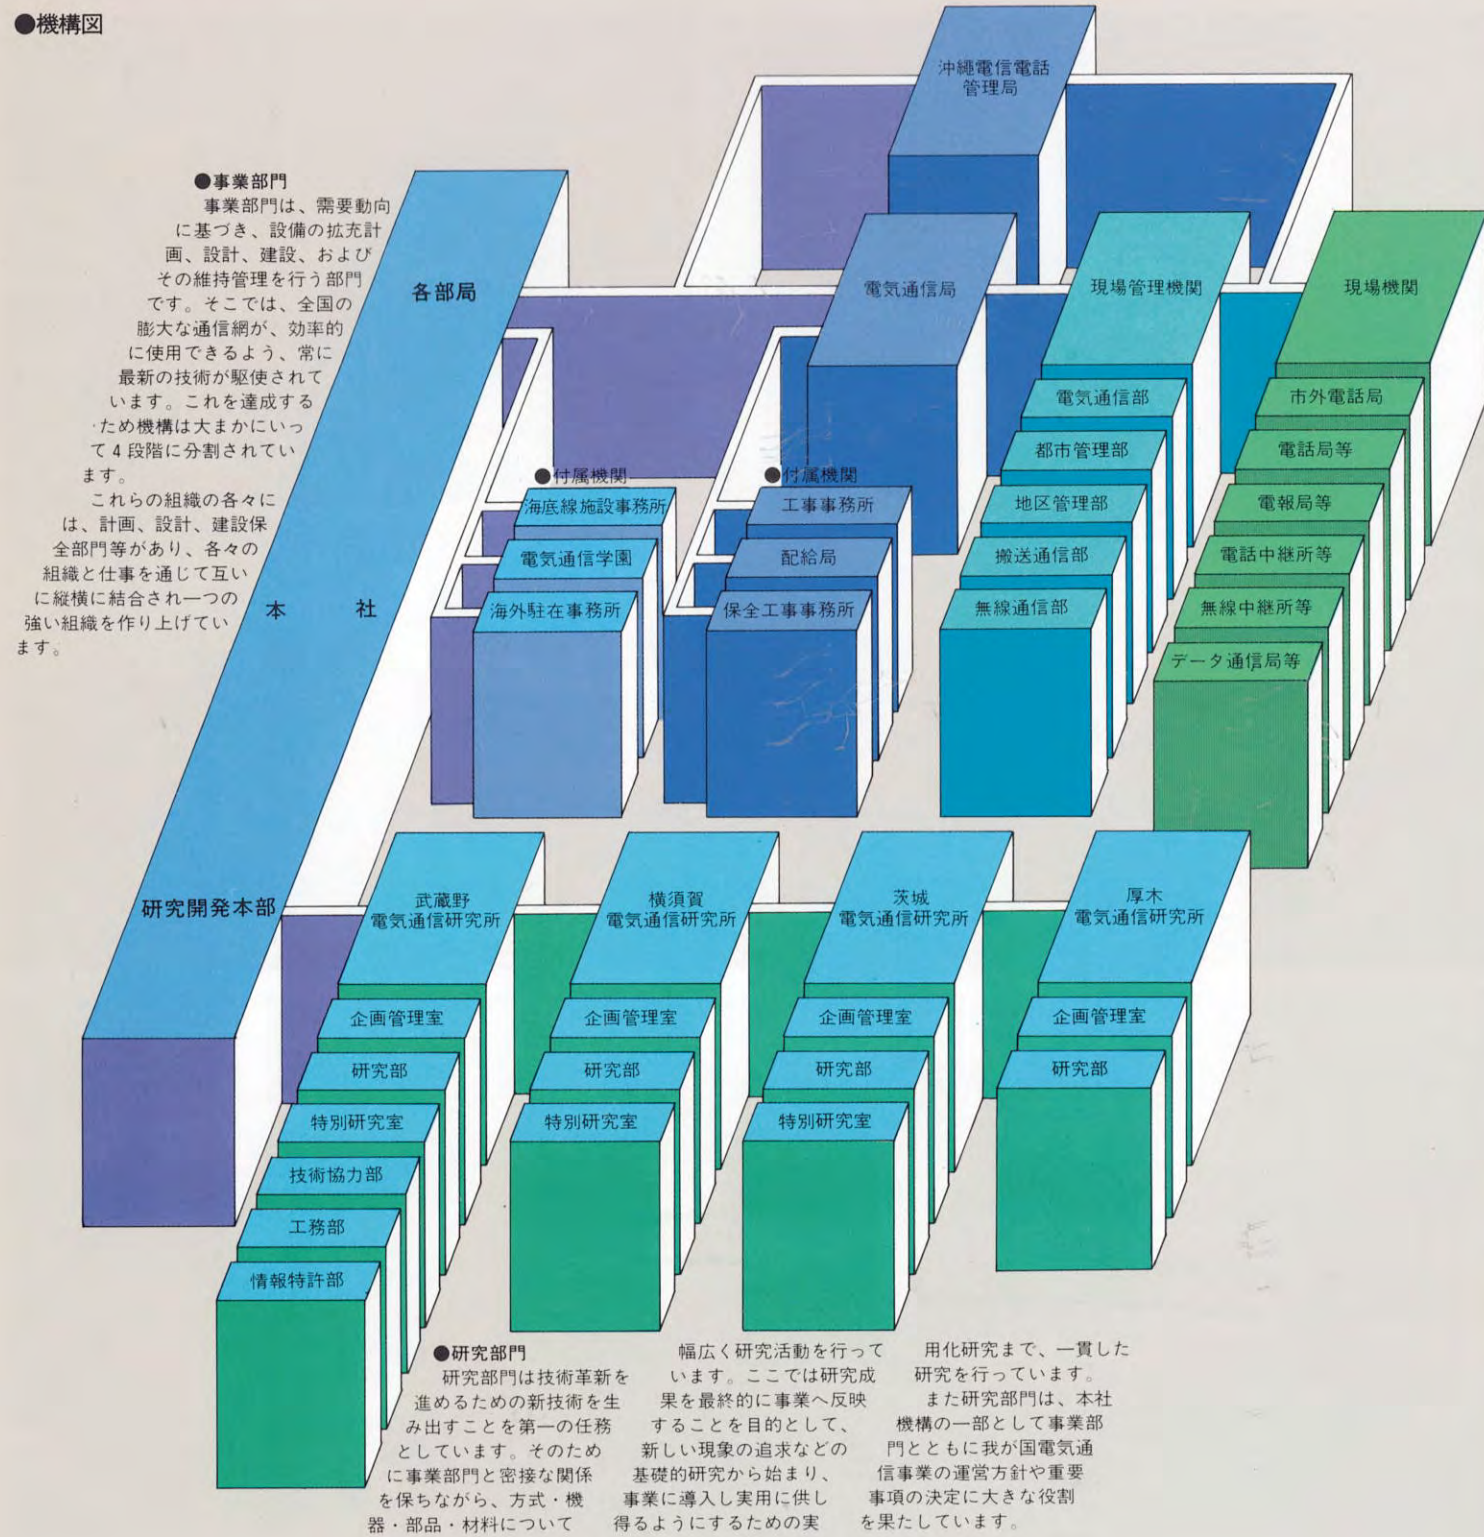 ●機構図
●事業部門
事業部門は、需要動向
に基づき、設備の拡充計
画、設計、建設、および
その維持管理を行う部門
です。そこでは、全国の
膨大な通信網が、効率的
に使用できるよう、常に
最新の技術が駆使されて
います。これを達成する
ため機構は大まかにいっ
て4段階に分割されてい
ます。
これらの組織の各々に
は、計画、設計、建設保
全部門等があり、各々の
組織と仕事を通じて互い
に縦横に結合され一つの
強い組織を作り上げてい
ます。
各部局
本社
研究開発本部
沖縄電信電話
管理局
電気通信局
現場管理機関
現場機関
●付属機関
海底線施設事務所
電気通信学園
海外駐在事務所
●付属機関
工事事務所
配給局
保全工事事務所
電気通信部
都市管理部
地区管理部
搬送通信部
無線通信部
市外電話局
電話局等
電報局等
電話中継所等
無線中継所等
データ通信局等
武蔵野
電気通信研究所
企画管理室
研究部
特別研究室
技術協力部
工務部
情報特許部
横須賀
電気通信研究所
企画管理室
研究部
特別研究室
茨城
電気通信研究所
企画管理室
研究部
特別研究室
厚木
電気通信研究所
企画管理室
研究部
●研究部門
研究部門は技術革新を
進めるための新技術を生
み出すことを第一の任務
としています。そのため
に事業部門と密接な関係
を保ちながら、方式・機
器・部品・材料について
幅広く研究活動を行って
います。ここでは研究成
果を最終的に事業へ反映
することを目的として、
新しい現象の追求などの
基礎的研究から始まり、
事業に導入し実用に供し
得るようにするための実
用化研究まで、一貫した
研究を行っています。
また研究部門は、本社
機構の一部として事業部
門とともに我が国電気通
信事業の運営方針や重要
事項の決定に大きな役割
を果たしています。